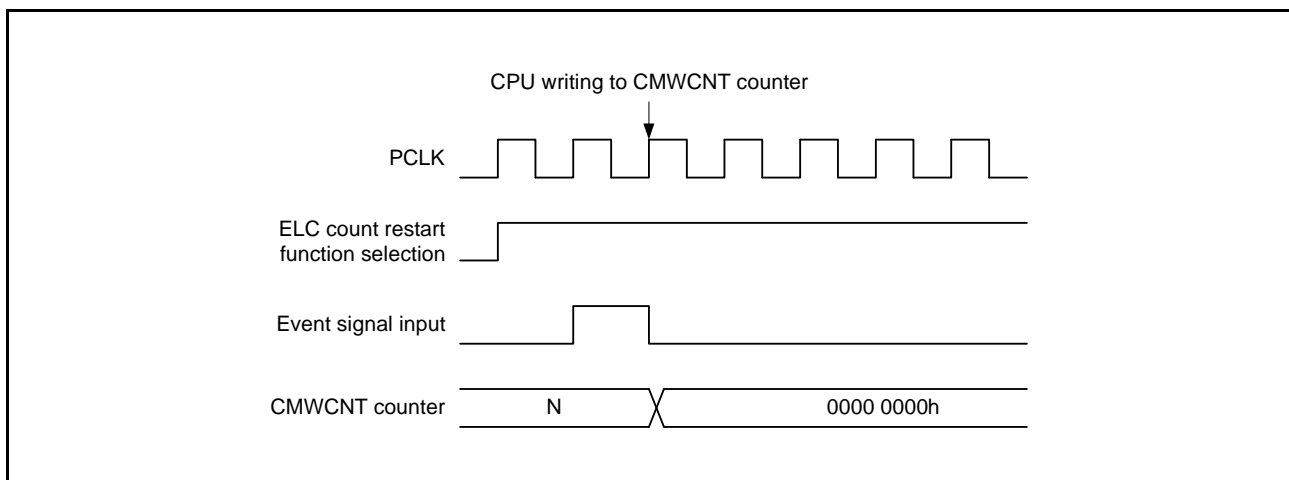 CPU writing to CMWCNT counter
PCLK
ELC count restart
function selection
Event signal input
CMWCNT counter
N
0000 0000h